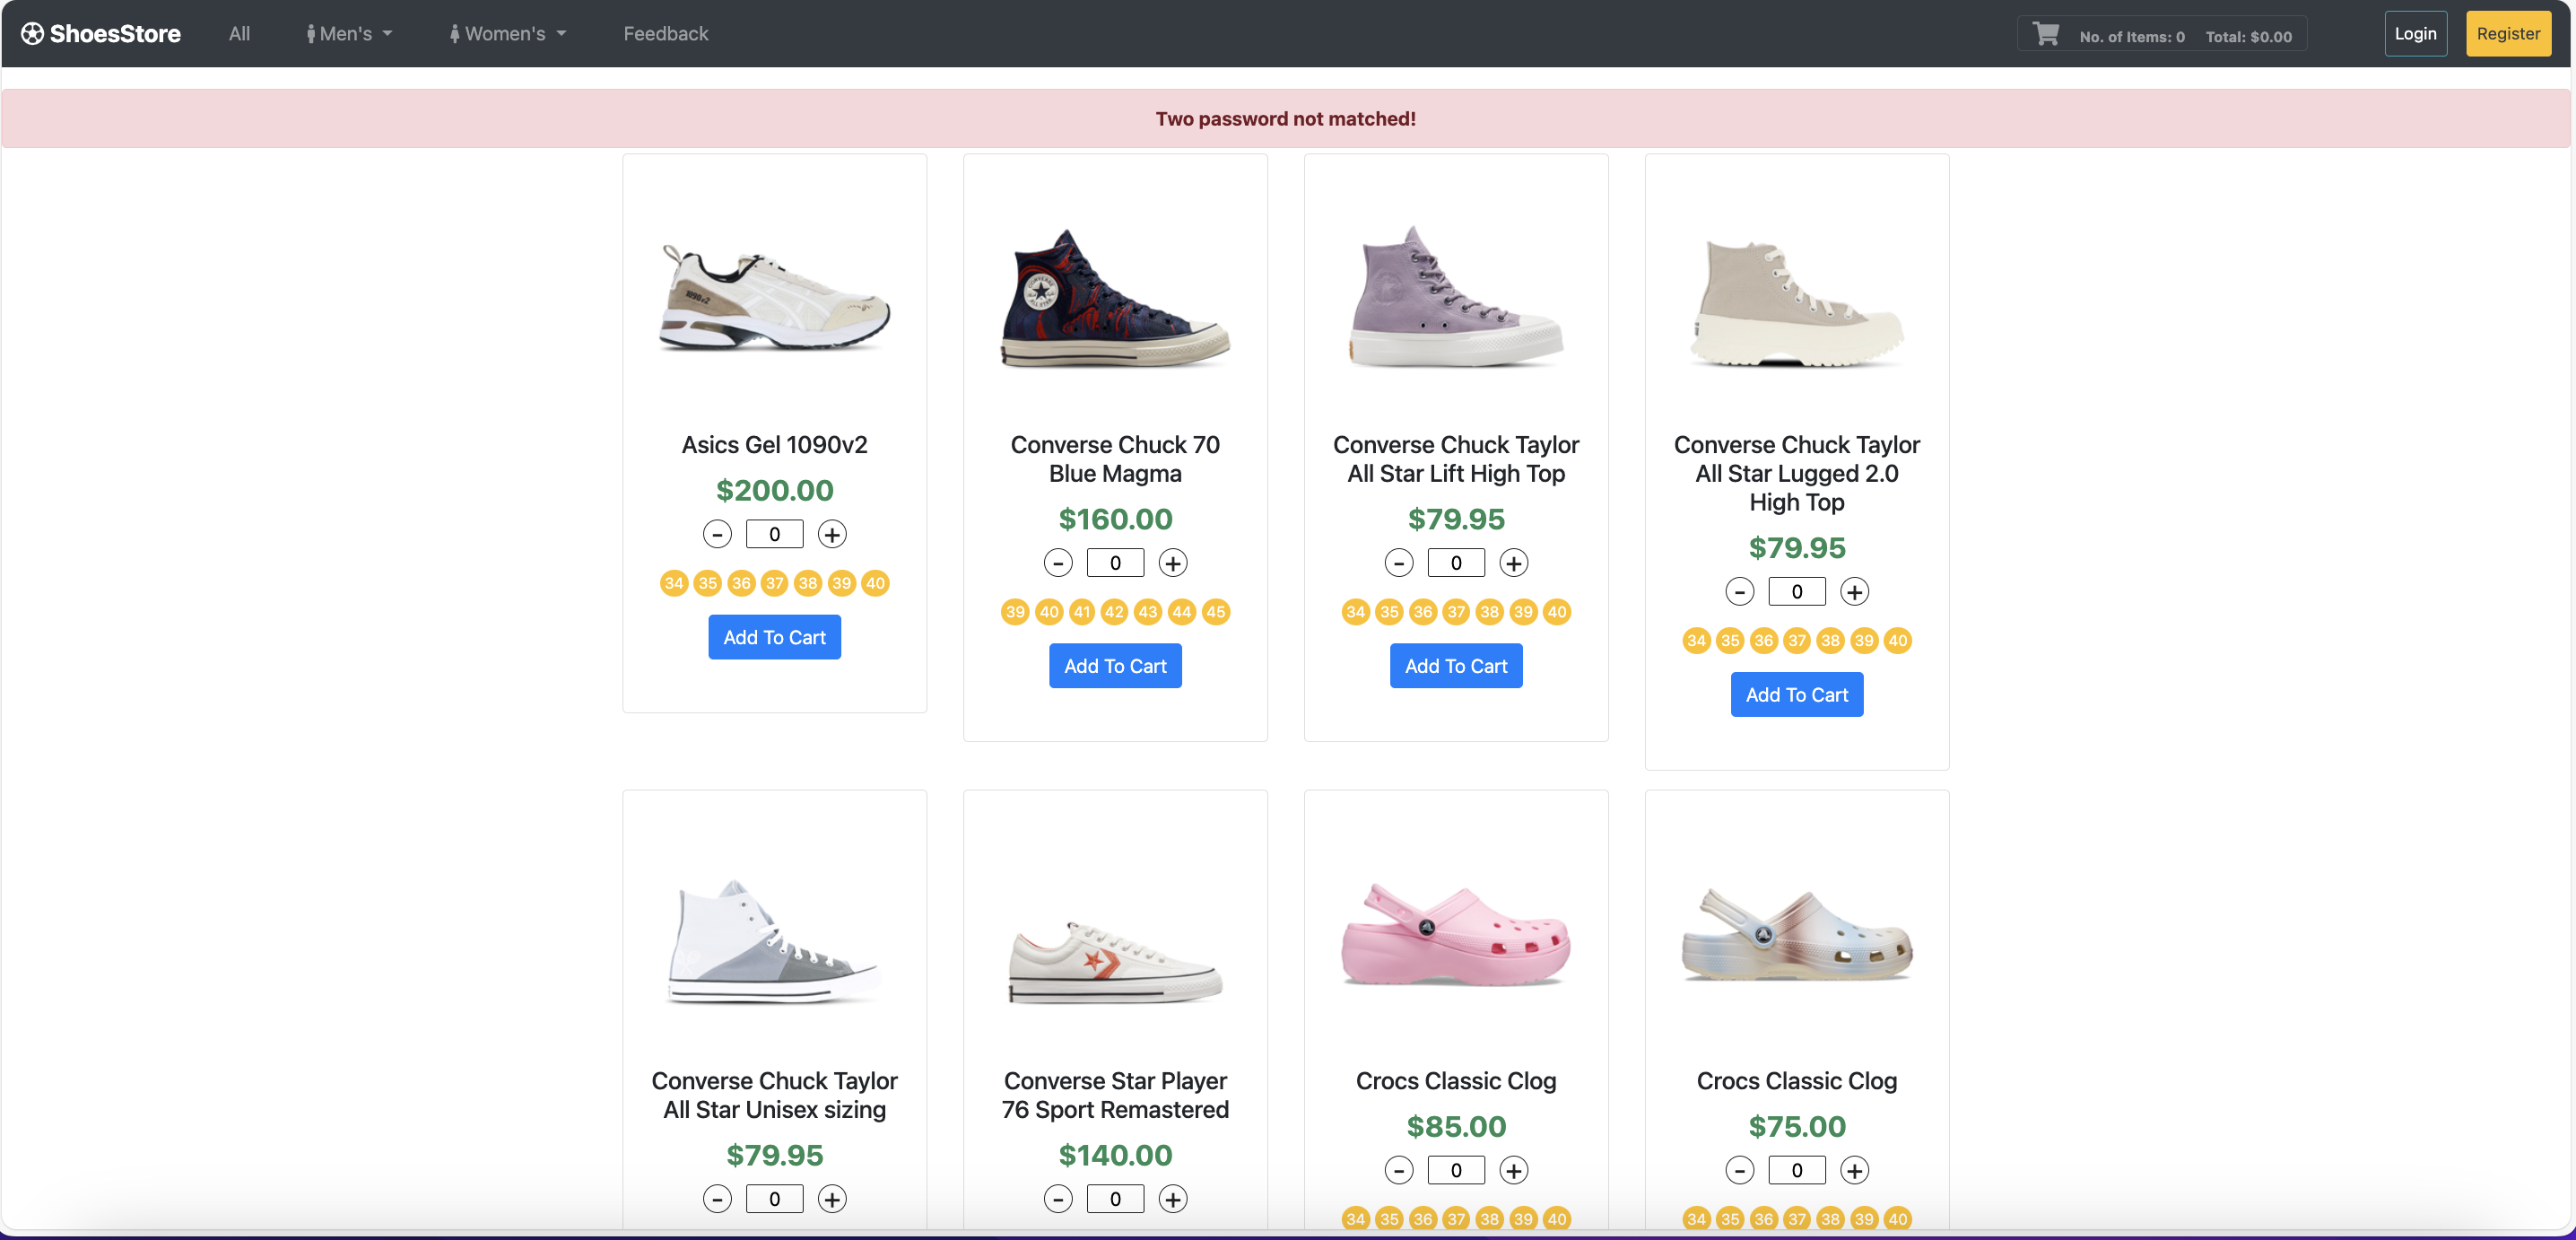 ShoesStore All Men's Women's Feedback No. of Items: 0 Total: $0.00 Login Register
Two password not matched!
1090v2
CONVERSE
ALL STAR
Asics Gel 1090v2
$200.00
- 0 +
34 35 36 37 38 39 40
Add To Cart
Converse Chuck 70
Blue Magma
$160.00
- 0 +
39 40 41 42 43 44 45
Add To Cart
Converse Chuck Taylor
All Star Lift High Top
$79.95
- 0 +
34 35 36 37 38 39 40
Add To Cart
Converse Chuck Taylor
All Star Lugged 2.0
High Top
$79.95
- 0 +
34 35 36 37 38 39 40
Add To Cart
Converse Chuck Taylor
All Star Unisex sizing
$79.95
- 0 +
Converse Star Player
76 Sport Remastered
$140.00
- 0 +
Crocs Classic Clog
$85.00
- 0 +
34 35 36 37 38 39 40
Crocs Classic Clog
$75.00
- 0 +
34 35 36 37 38 39 40